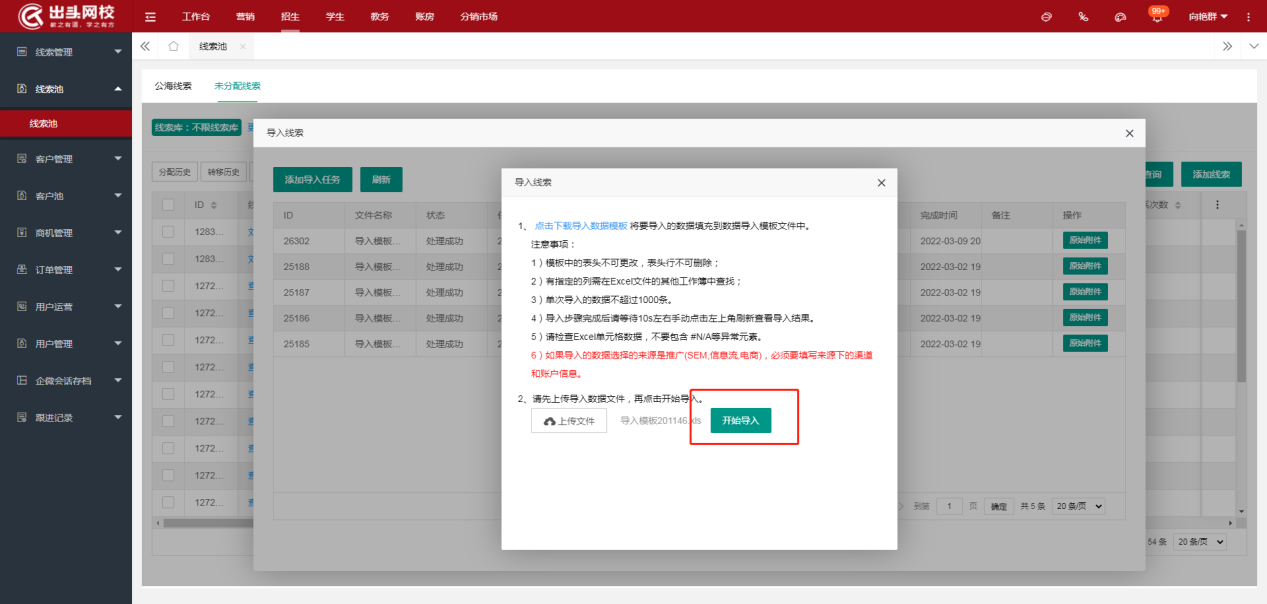 出头网校
教之有道，学之有方
工作台 营销 招生 学生 教务 账房 分销市场
99+
向艳群
线索管理
线索池
线索池
客户管理
客户池
商机管理
订单管理
用户运营
用户管理
企微会话存档
跟进记录
线索池
公海线索 未分配线索
线索库：不限线索库
分配历史 转移历史
查询 添加线索
ID
次数
1283...
1283...
1272...
1272...
1272...
1272...
1272...
1272...
1272...
1272...
1272...
54 条 20 条/页
导入线索
添加导入任务 刷新
ID 文件名称 状态 完成时间 备注 操作
26302 导入模板... 处理成功 2022-03-09 20 原始附件
25188 导入模板... 处理成功 2022-03-02 19 原始附件
25187 导入模板... 处理成功 2022-03-02 19 原始附件
25186 导入模板... 处理成功 2022-03-02 19 原始附件
25185 导入模板... 处理成功 2022-03-02 19 原始附件
到第 1 页 确定 共 5 条 20 条/页
导入线索
1、 点击下载导入数据模板 将要导入的数据填充到数据导入模板文件中。
注意事项：
1）模板中的表头不可更改，表头行不可删除；
2）有指定的列需在Excel文件的其他工作簿中查找；
3）单次导入的数据不超过1000条。
4）导入步骤完成后请等待10s左右手动点击左上角刷新查看导入结果。
5）请检查Excel单元格数据，不要包含 #N/A等异常元素。
6）如果导入的数据选择的来源是推广(SEM,信息流,电商)，必须要填写来源下的渠道
和账户信息。
2、请先上传导入数据文件，再点击开始导入。
上传文件 导入模板201146.xls 开始导入